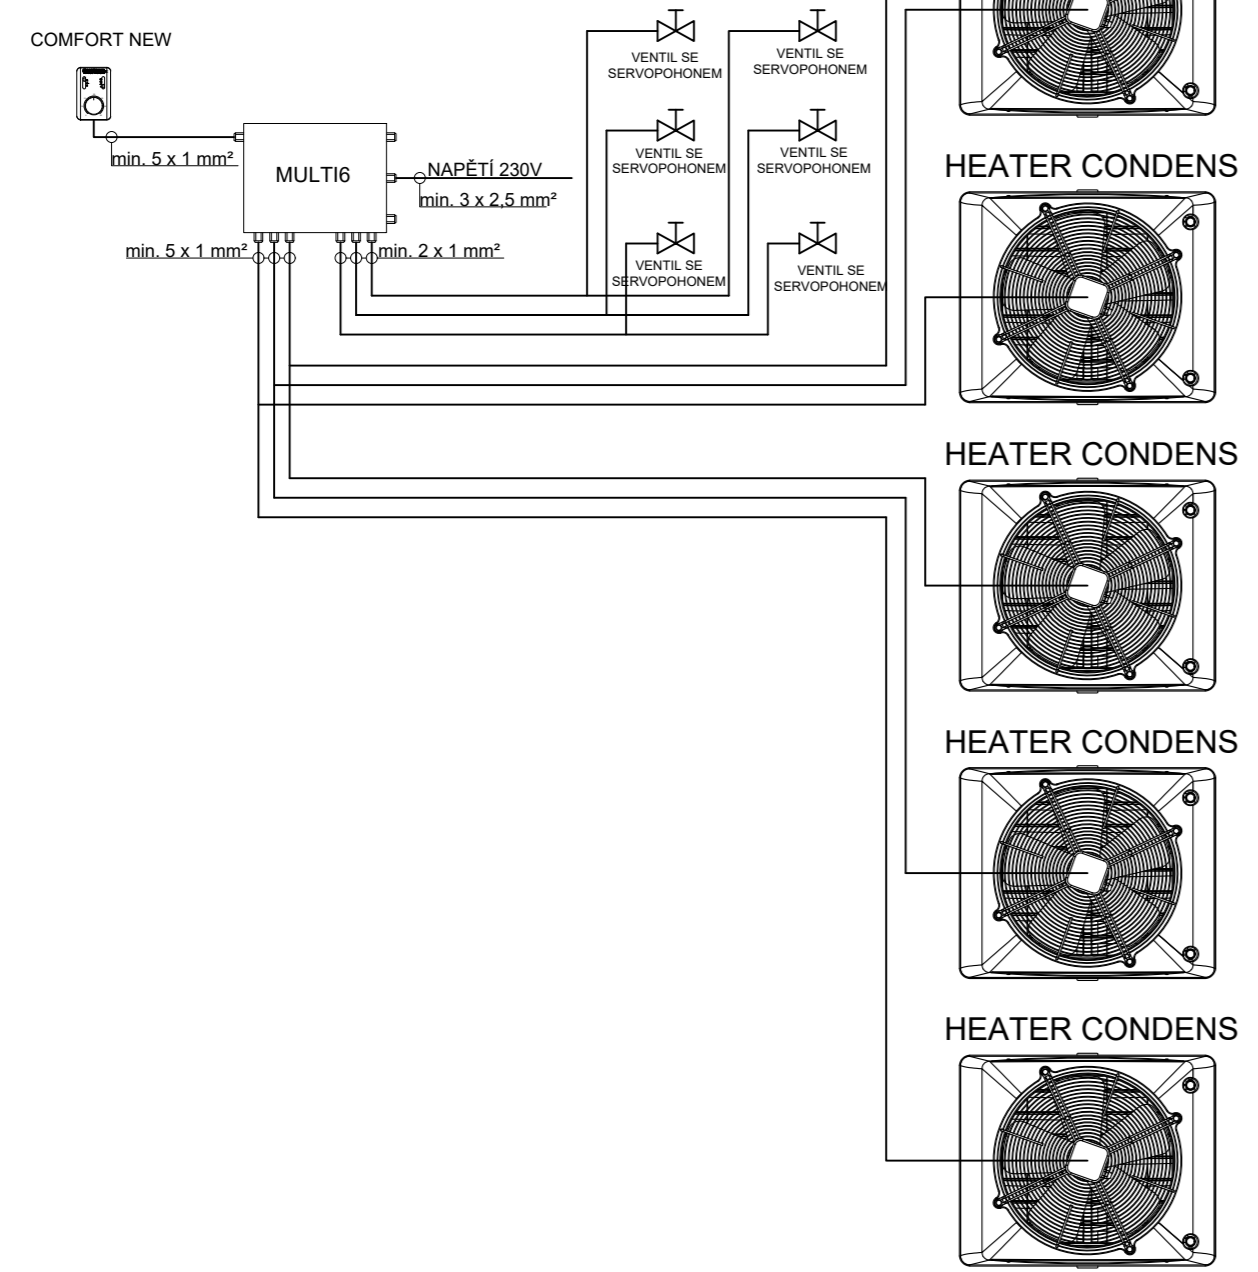 COMFORT NEW
VENTIL SE
SERVOPOHONEM
VENTIL SE
SERVOPOHONEM
min. 5 x 1 mm²
MULTI6
NAPĚTÍ 230V
min. 3 x 2,5 mm²
VENTIL SE
SERVOPOHONEM
VENTIL SE
SERVOPOHONEM
HEATER CONDENS
min. 5 x 1 mm²
min. 2 x 1 mm²
VENTIL SE
SERVOPOHONEM
VENTIL SE
SERVOPOHONEM
HEATER CONDENS
HEATER CONDENS
HEATER CONDENS